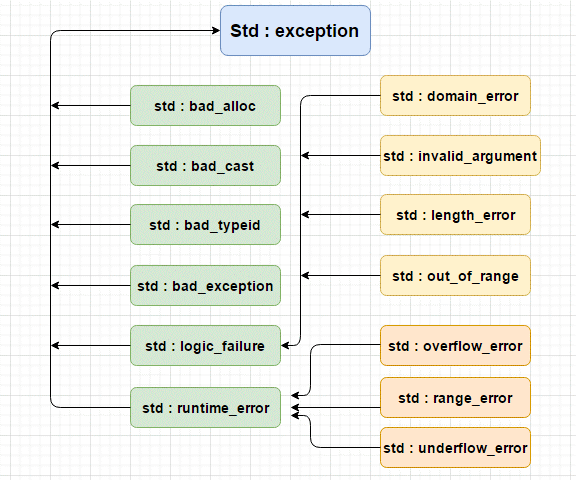 Std : exception
std : bad_alloc
std : domain_error
std : bad_cast
std : invalid_argument
std : bad_typeid
std : length_error
std : bad_exception
std : out_of_range
std : logic_failure
std : overflow_error
std : runtime_error
std : range_error
std : underflow_error